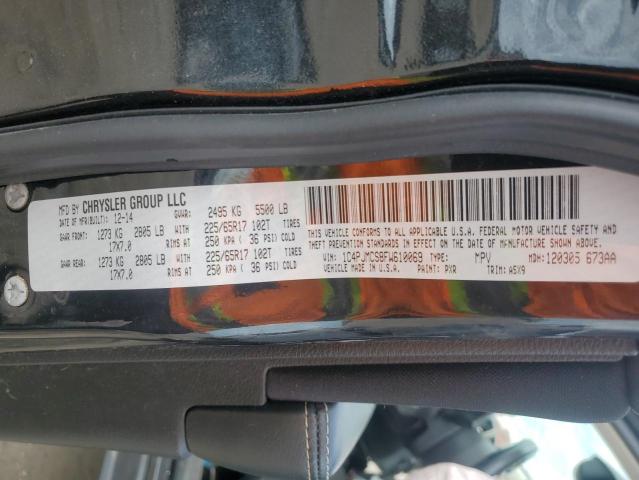 MFD BY CHRYSLER GROUP LLC
DATE OF MFR(BUILT): 12-14 GVWR: 2495 KG 5500 LB
GAWR FRONT: 1273 KG 2805 LB WITH 225/65R17 102T TIRES
17X7.0 RIMS AT 250 KPA ( 36 PSI) COLD
GAWR REAR: 1273 KG 2805 LB WITH 225/65R17 102T TIRES
17X7.0 RIMS AT 250 KPA ( 36 PSI) COLD
THIS VEHICLE CONFORMS TO ALL APPLICABLE U.S.A. FEDERAL MOTOR VEHICLE SAFETY, BUMPER AND
THEFT PREVENTION STANDARDS IN EFFECT ON THE DATE OF MFNFACTURE SHOWN ABOVE.
VIN: 1C4PJMCS9FW610069 MPV MDH: 120305 673AA
MADE IN U.S.A. PAINT: PXR TRIM: A5X9